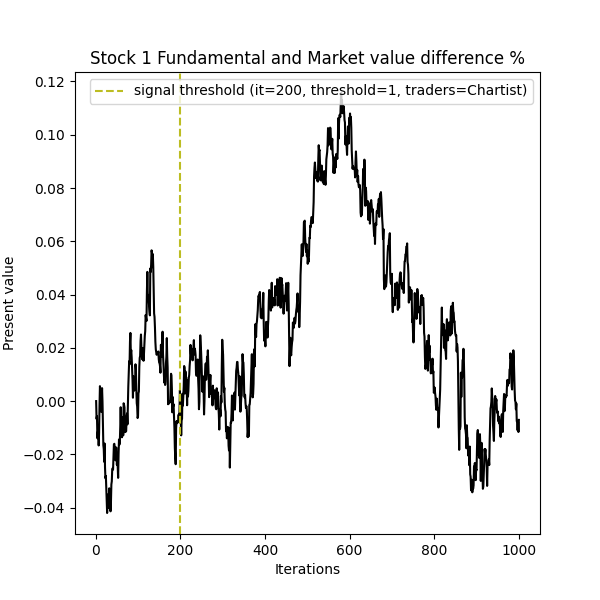 Stock 1 Fundamental and Market value difference %
signal threshold (it=200, threshold=1, traders=Chartist)
0.12
0.10
0.08
0.06
0.04
0.02
0.00
−0.02
−0.04
Present value
0 200 400 600 800 1000
Iterations